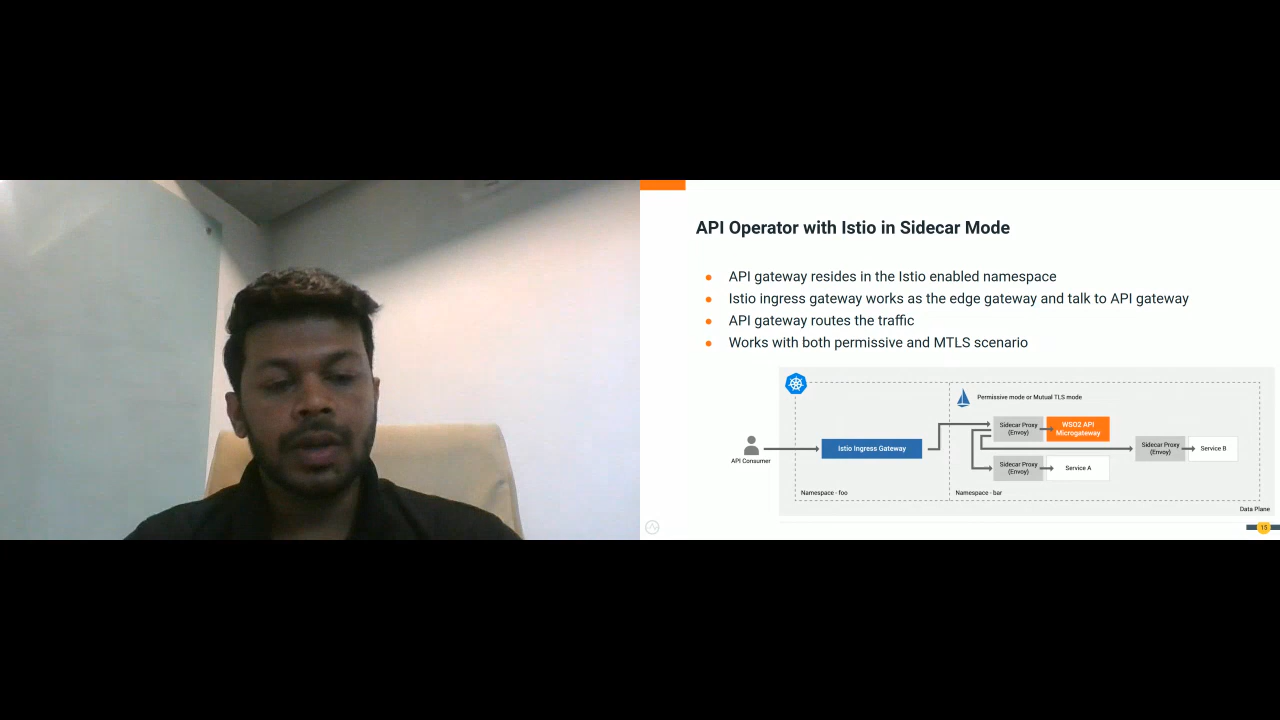 API Operator with Istio in Sidecar Mode
API gateway resides in the Istio enabled namespace
Istio ingress gateway works as the edge gateway and talk to API gateway
API gateway routes the traffic
Works with both permissive and MTLS scenario
Permissive mode or Mutual TLS mode
Sidecar Proxy
(Envoy)
WSO2 API
Microgateway
API Consumer
Istio Ingress Gateway
Sidecar Proxy
(Envoy)
Service B
Sidecar Proxy
(Envoy)
Service A
Namespace - foo
Namespace - bar
Data Plane
15